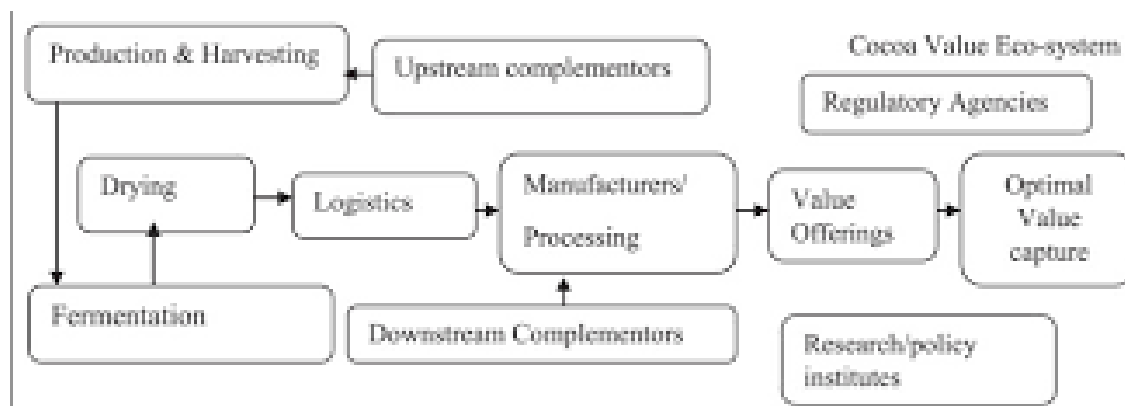 Production & Harvesting
Upstream complementors
Cocoa Value Eco-system
Regulatory Agencies
Drying
Logistics
Manufacturers/
Processing
Value
Offerings
Optimal
Value
capture
Fermentation
Downstream Complementors
Research/policy
institutes